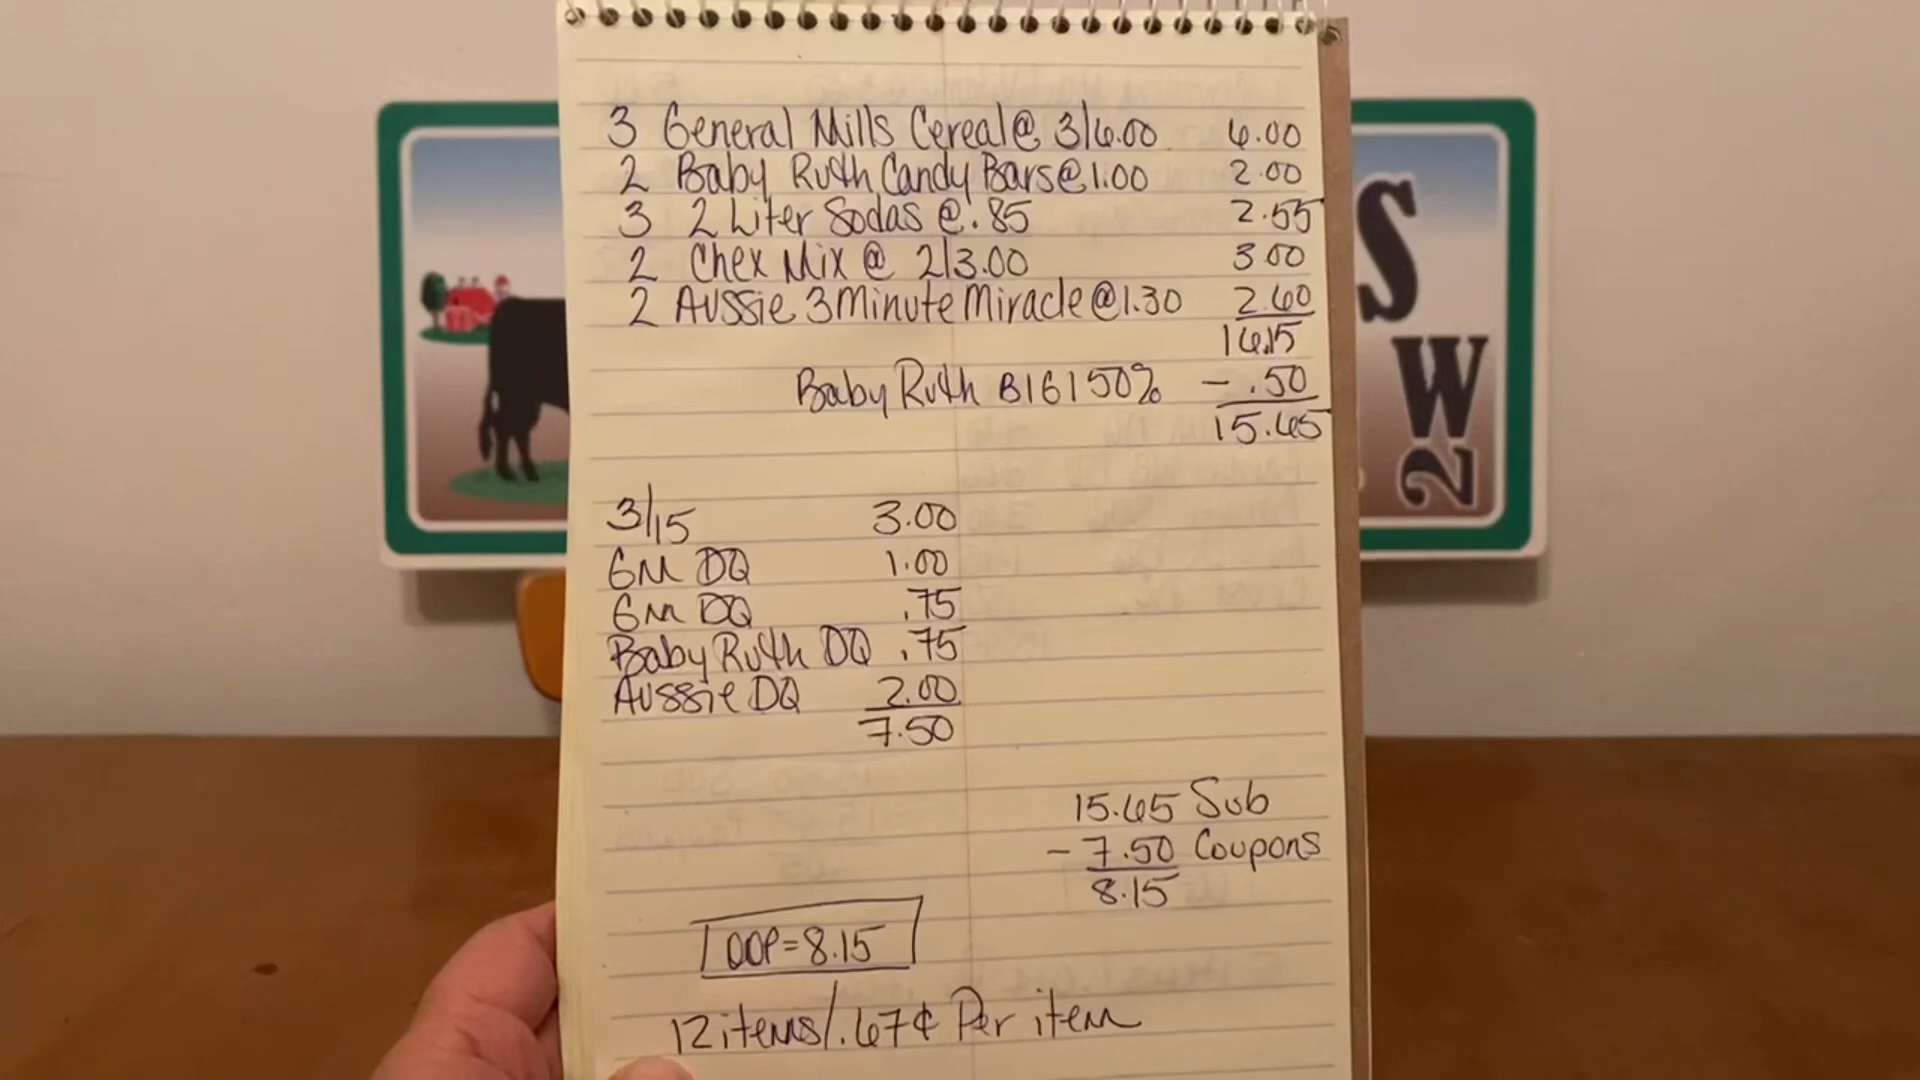 3 General Mills Cereal @ 3/6.00 6.00
2 Baby Ruth Candy Bars @ 1.00 2.00
3 2 Liter Sodas @ .85 2.55
2 Chex Mix @ 2/3.00 3.00
2 Aussie 3 Minute Miracle @ 1.30 2.60
16.15
Baby Ruth B1G1 50% - .50
15.65
3/15 3.00
GM DQ 1.00
GM DQ .75
Baby Ruth DQ .75
Aussie DQ 2.00
7.50
15.65 Sub
- 7.50 Coupons
8.15
OOP = 8.15
12 items/.67¢ Per item
S
W
2